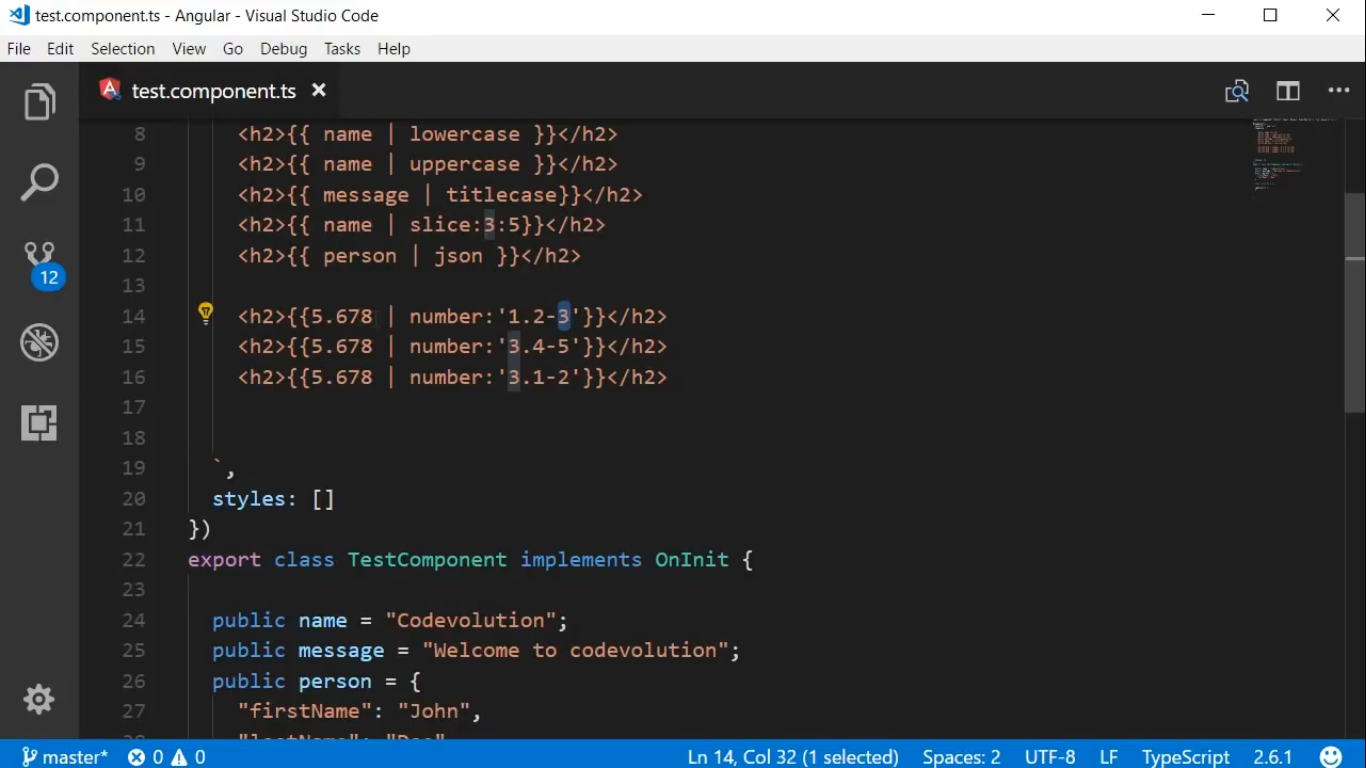 test.component.ts - Angular - Visual Studio Code
File Edit Selection View Go Debug Tasks Help
test.component.ts
8 <h2>{{ name | lowercase }}</h2>
9 <h2>{{ name | uppercase }}</h2>
10 <h2>{{ message | titlecase}}</h2>
11 <h2>{{ name | slice:3:5}}</h2>
12 <h2>{{ person | json }}</h2>
13
14 <h2>{{5.678 | number:'1.2-3'}}</h2>
15 <h2>{{5.678 | number:'3.4-5'}}</h2>
16 <h2>{{5.678 | number:'3.1-2'}}</h2>
17
18
19 `,
20 styles: []
21 })
22 export class TestComponent implements OnInit {
23
24 public name = "Codevolution";
25 public message = "Welcome to codevolution";
26 public person = {
27 "firstName": "John",
12
master* 0 0 Ln 14, Col 32 (1 selected) Spaces: 2 UTF-8 LF TypeScript 2.6.1